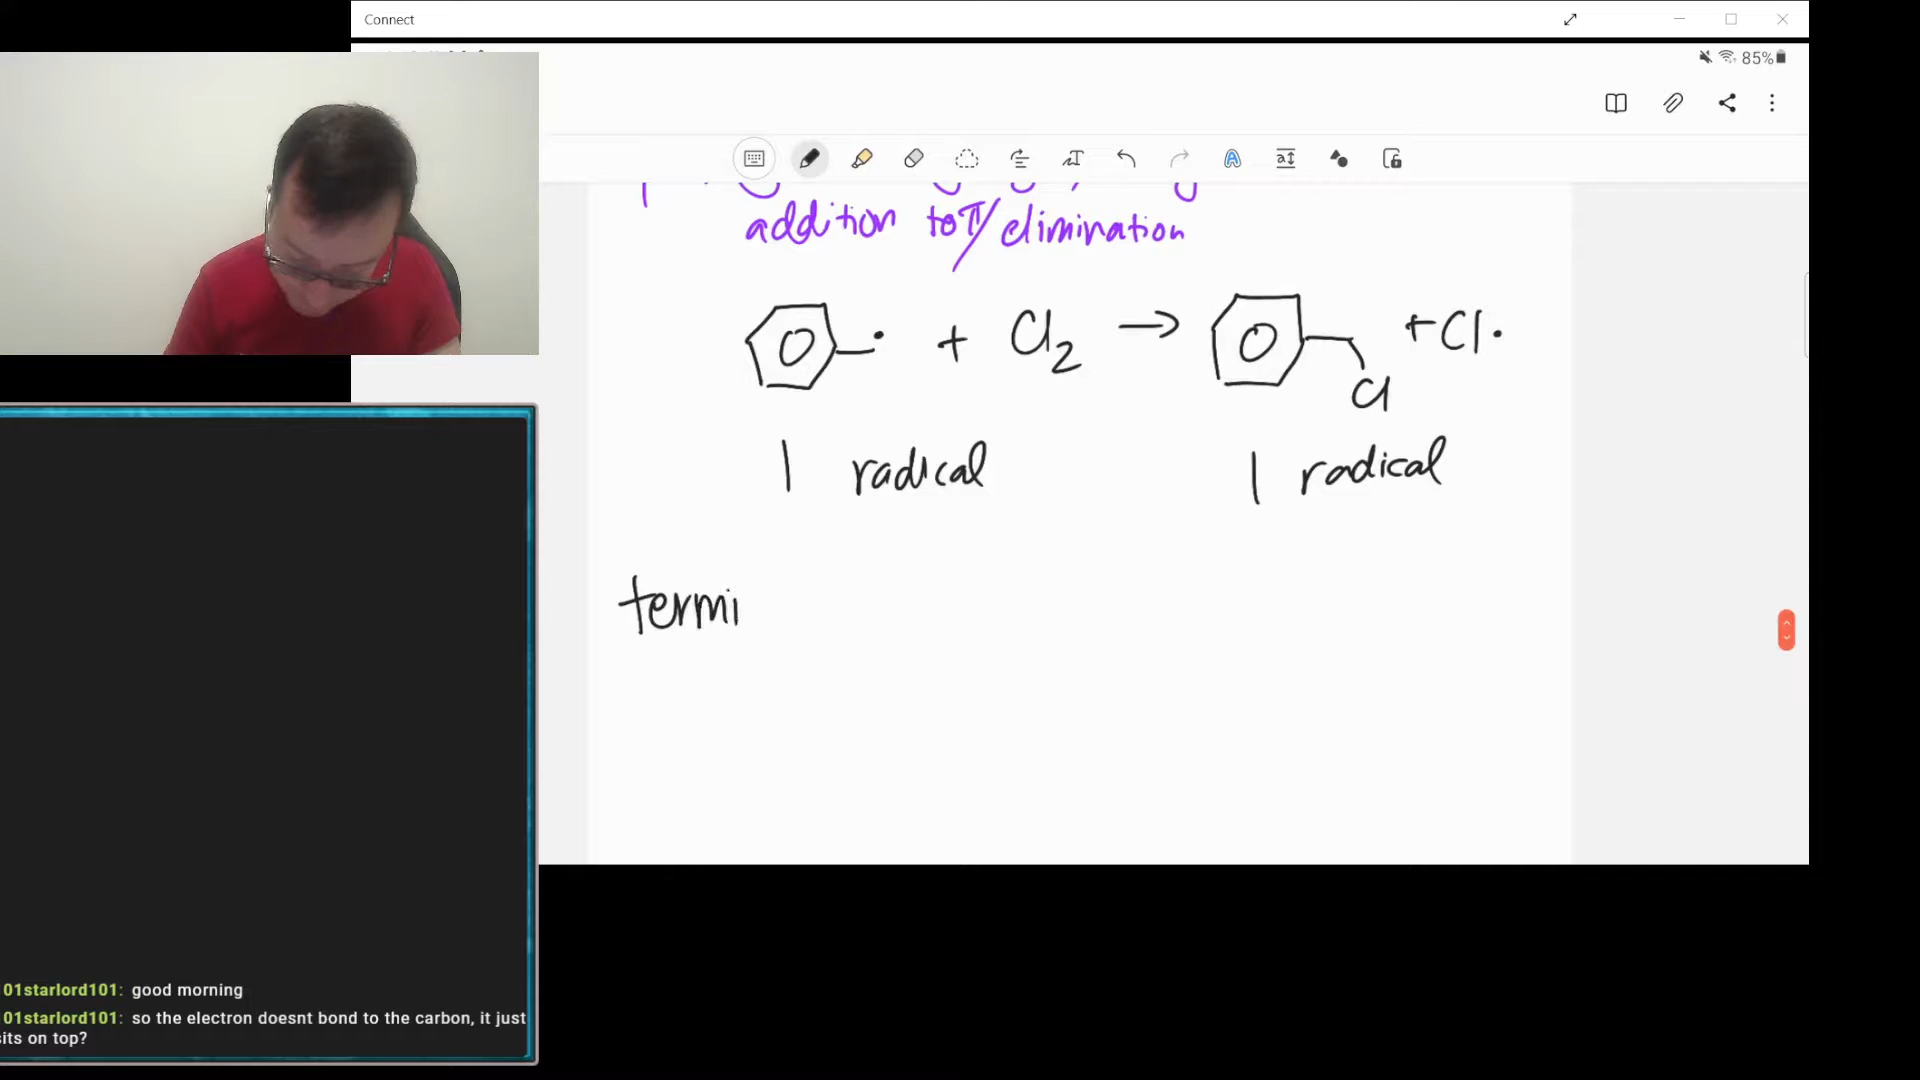 Connect
85%
addition to π/elimination
+ Cl2 → + Cl•
Cl
1 radical 1 radical
termi
01starlord101: good morning
01starlord101: so the electron doesnt bond to the carbon, it just
sits on top?